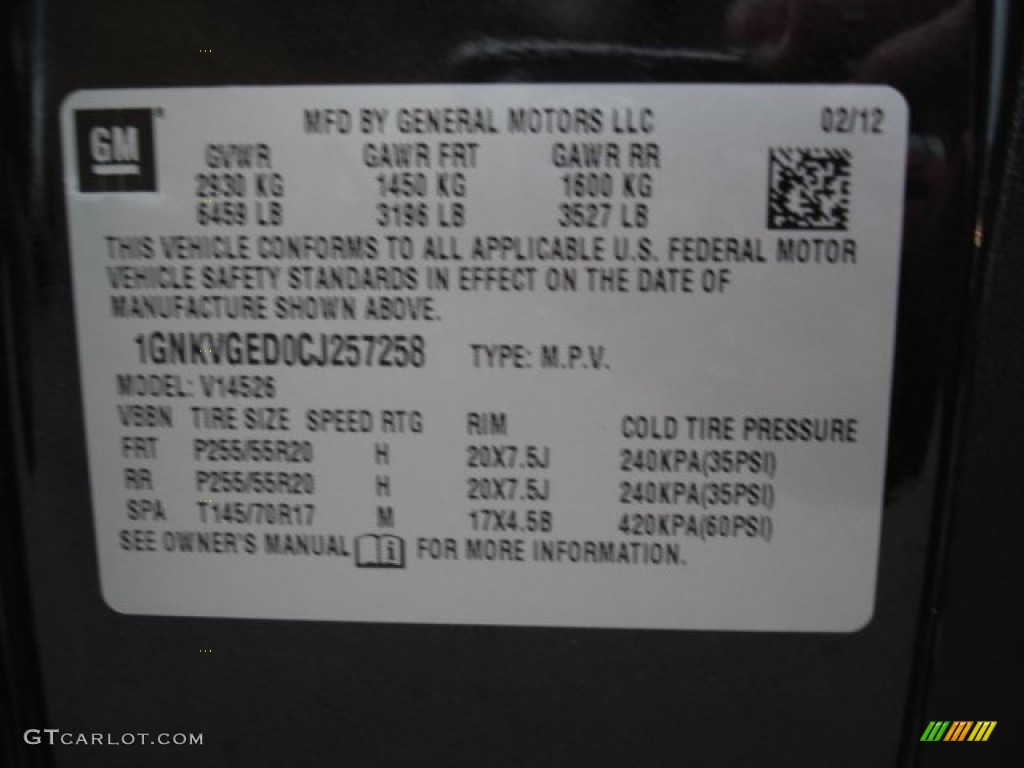 GM® MFD BY GENERAL MOTORS LLC 02/12
GVWR GAWR FRT GAWR RR
2930 KG 1450 KG 1600 KG
6459 LB 3196 LB 3527 LB
THIS VEHICLE CONFORMS TO ALL APPLICABLE U.S. FEDERAL MOTOR
VEHICLE SAFETY STANDARDS IN EFFECT ON THE DATE OF
MANUFACTURE SHOWN ABOVE.
1GNKVGED0CJ257258 TYPE: M.P.V.
MODEL: V14526
VBBN TIRE SIZE SPEED RTG RIM COLD TIRE PRESSURE
FRT P255/55R20 H 20X7.5J 240KPA(35PSI)
RR P255/55R20 H 20X7.5J 240KPA(35PSI)
SPA T145/70R17 M 17X4.5B 420KPA(60PSI)
SEE OWNER'S MANUAL i FOR MORE INFORMATION.
GTCARLOT.COM